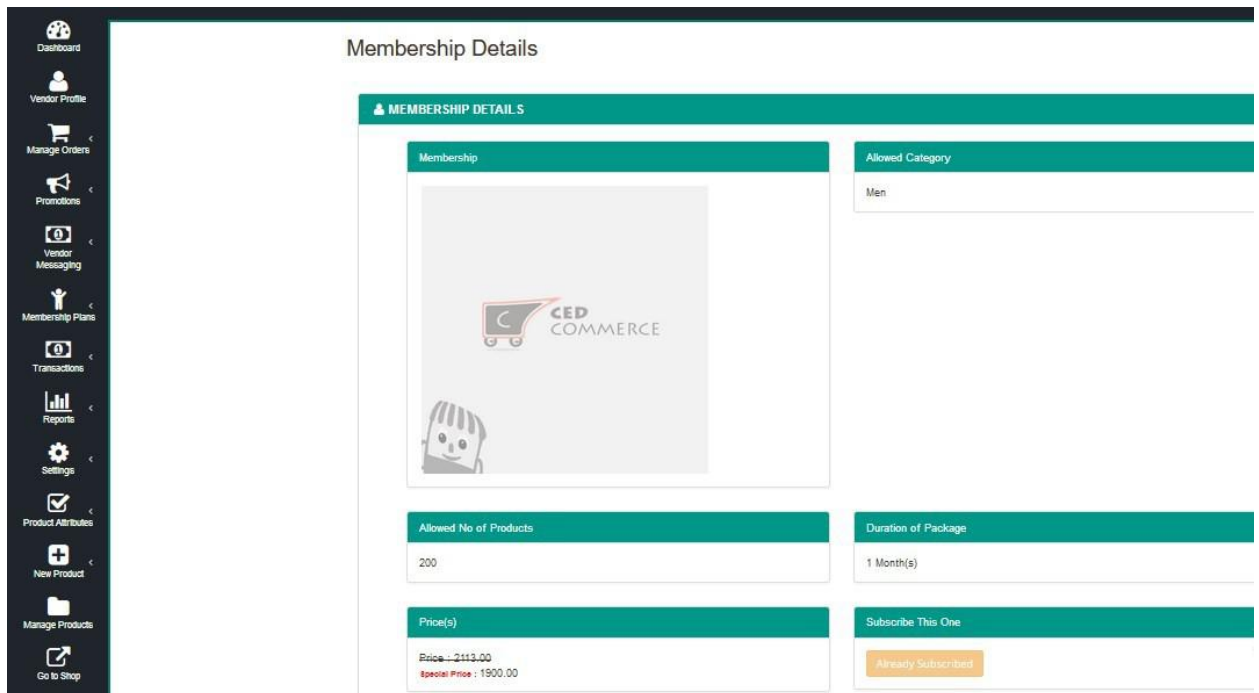 Dashboard
Vendor Profile
Manage Orders
Promotions
Vendor
Messaging
Membership Plans
Transactions
Reports
Settings
Product Attributes
New Product
Manage Products
Go to Shop
Membership Details
MEMBERSHIP DETAILS
Membership
C
CED
COMMERCE
Allowed Category
Men
Allowed No of Products
200
Duration of Package
1 Month(s)
Price(s)
Price : 2113.00
Special Price : 1900.00
Subscribe This One
Already Subscribed